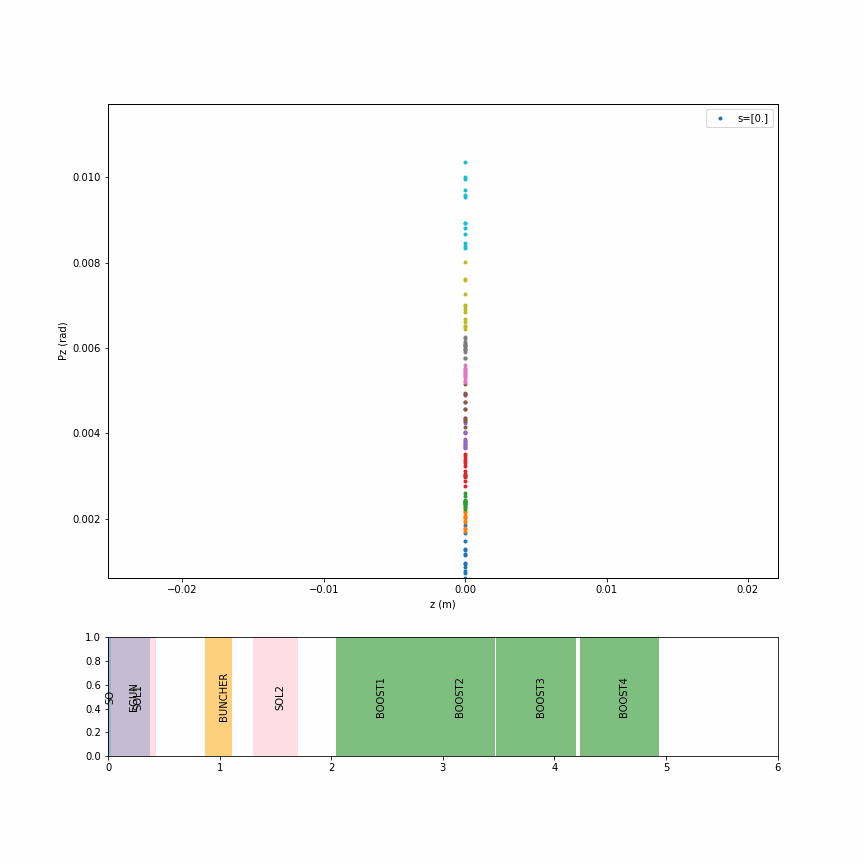 s=[0.]
0.010
0.008
0.006
0.004
0.002
Pz (rad)
−0.02 −0.01 0.00 0.01 0.02
z (m)
1.0
0.8
0.6
0.4
0.2
0.0
EGUN
SOL1
BUNCHER
SOL2
BOOST1
BOOST2
BOOST3
BOOST4
0 1 2 3 4 5 6